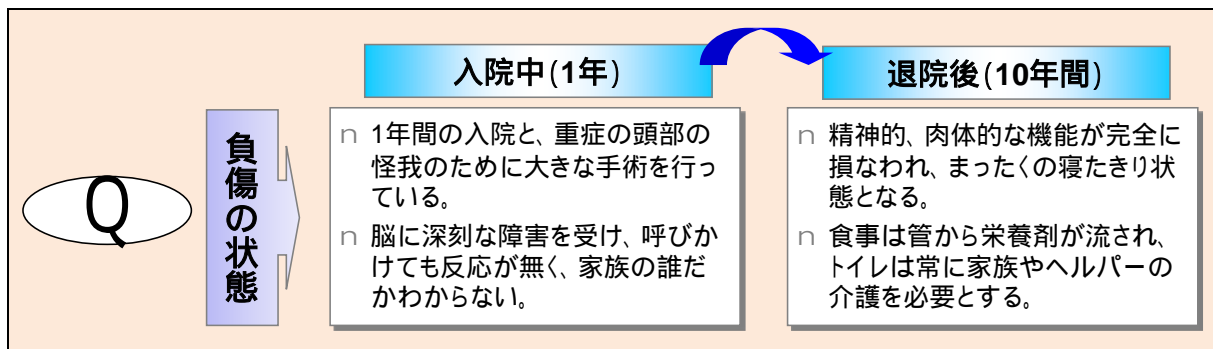 入院中(1年)
退院後(10年間)
Q
負傷の状態
n 1年間の入院と、重症の頭部の
怪我のために大きな手術を行っ
ている。
n 脳に深刻な障害を受け、呼びか
けても反応が無く、家族の誰だ
かわからない。
n 精神的、肉体的な機能が完全に
損なわれ、まったくの寝たきり状
態となる。
n 食事は管から栄養剤が流され、
トイレは常に家族やヘルパーの
介護を必要とする。